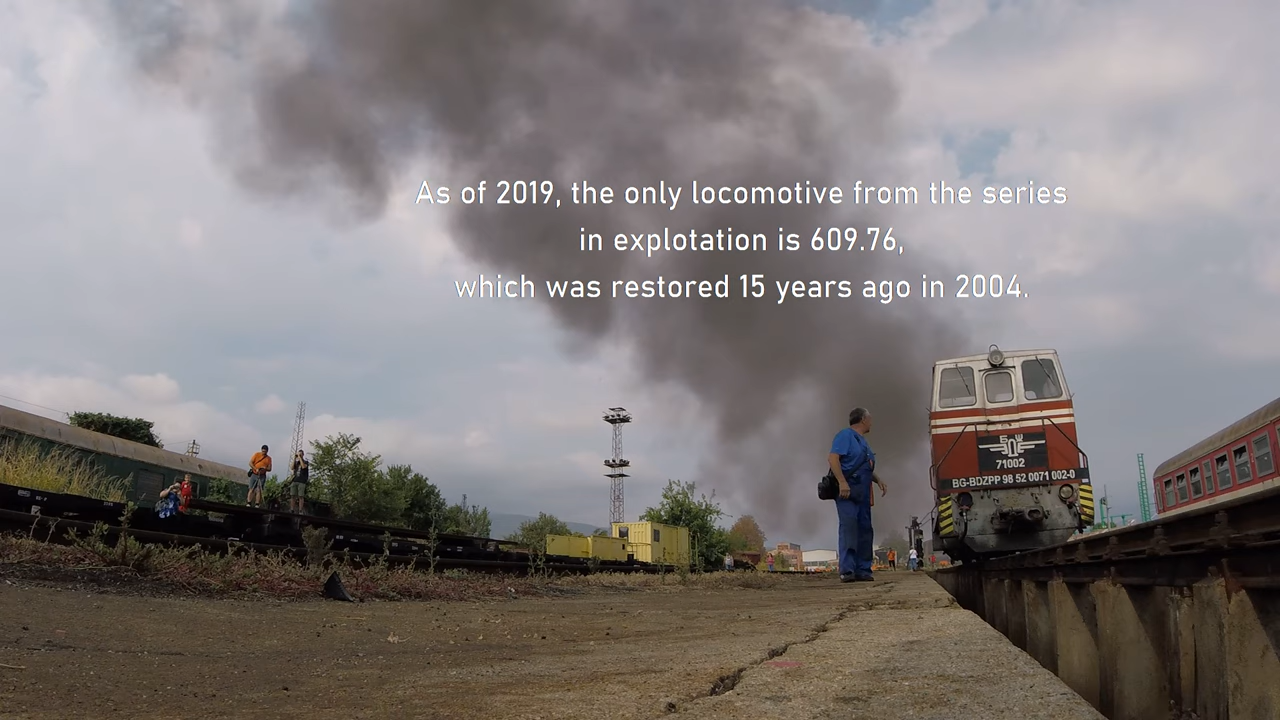 As of 2019, the only locomotive from the series
in explotation is 609.76,
which was restored 15 years ago in 2004.
БДЖ
71002
BG-BDZPP 98 52 0071 002-0